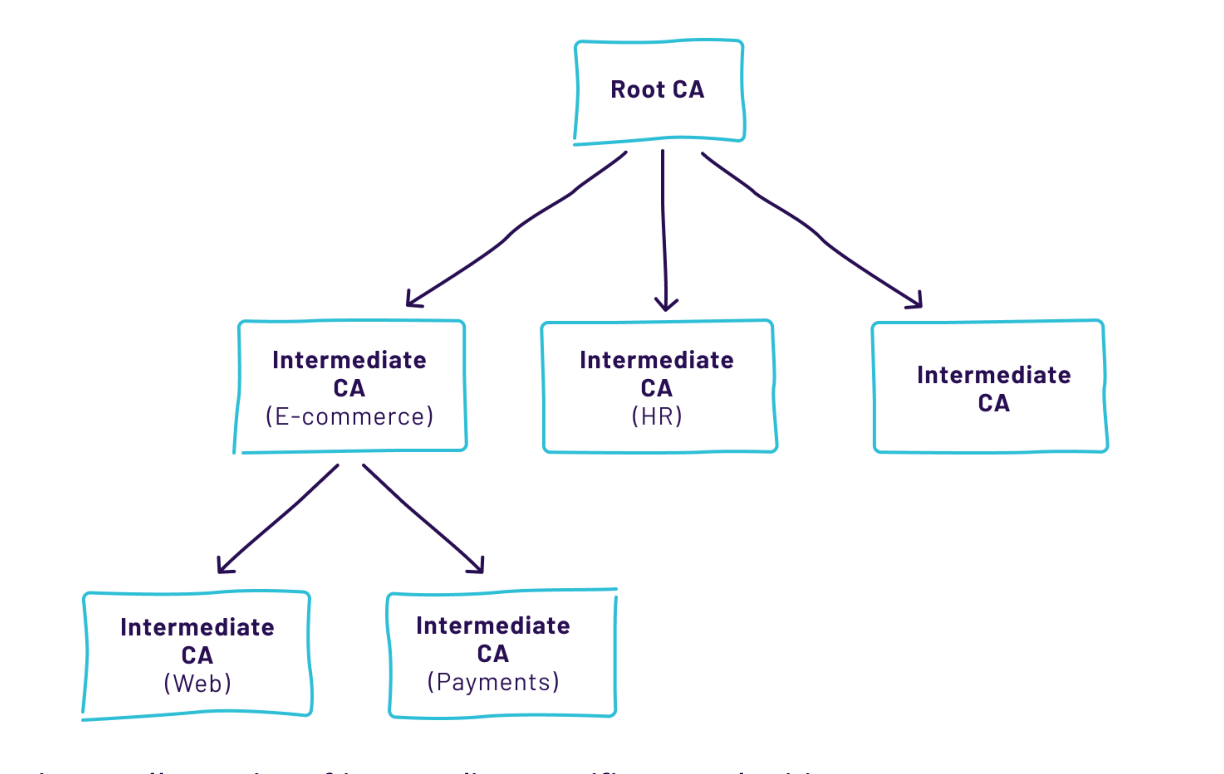 Root CA
Intermediate
CA
(E-commerce)
Intermediate
CA
(HR)
Intermediate
CA
Intermediate
CA
(Web)
Intermediate
CA
(Payments)